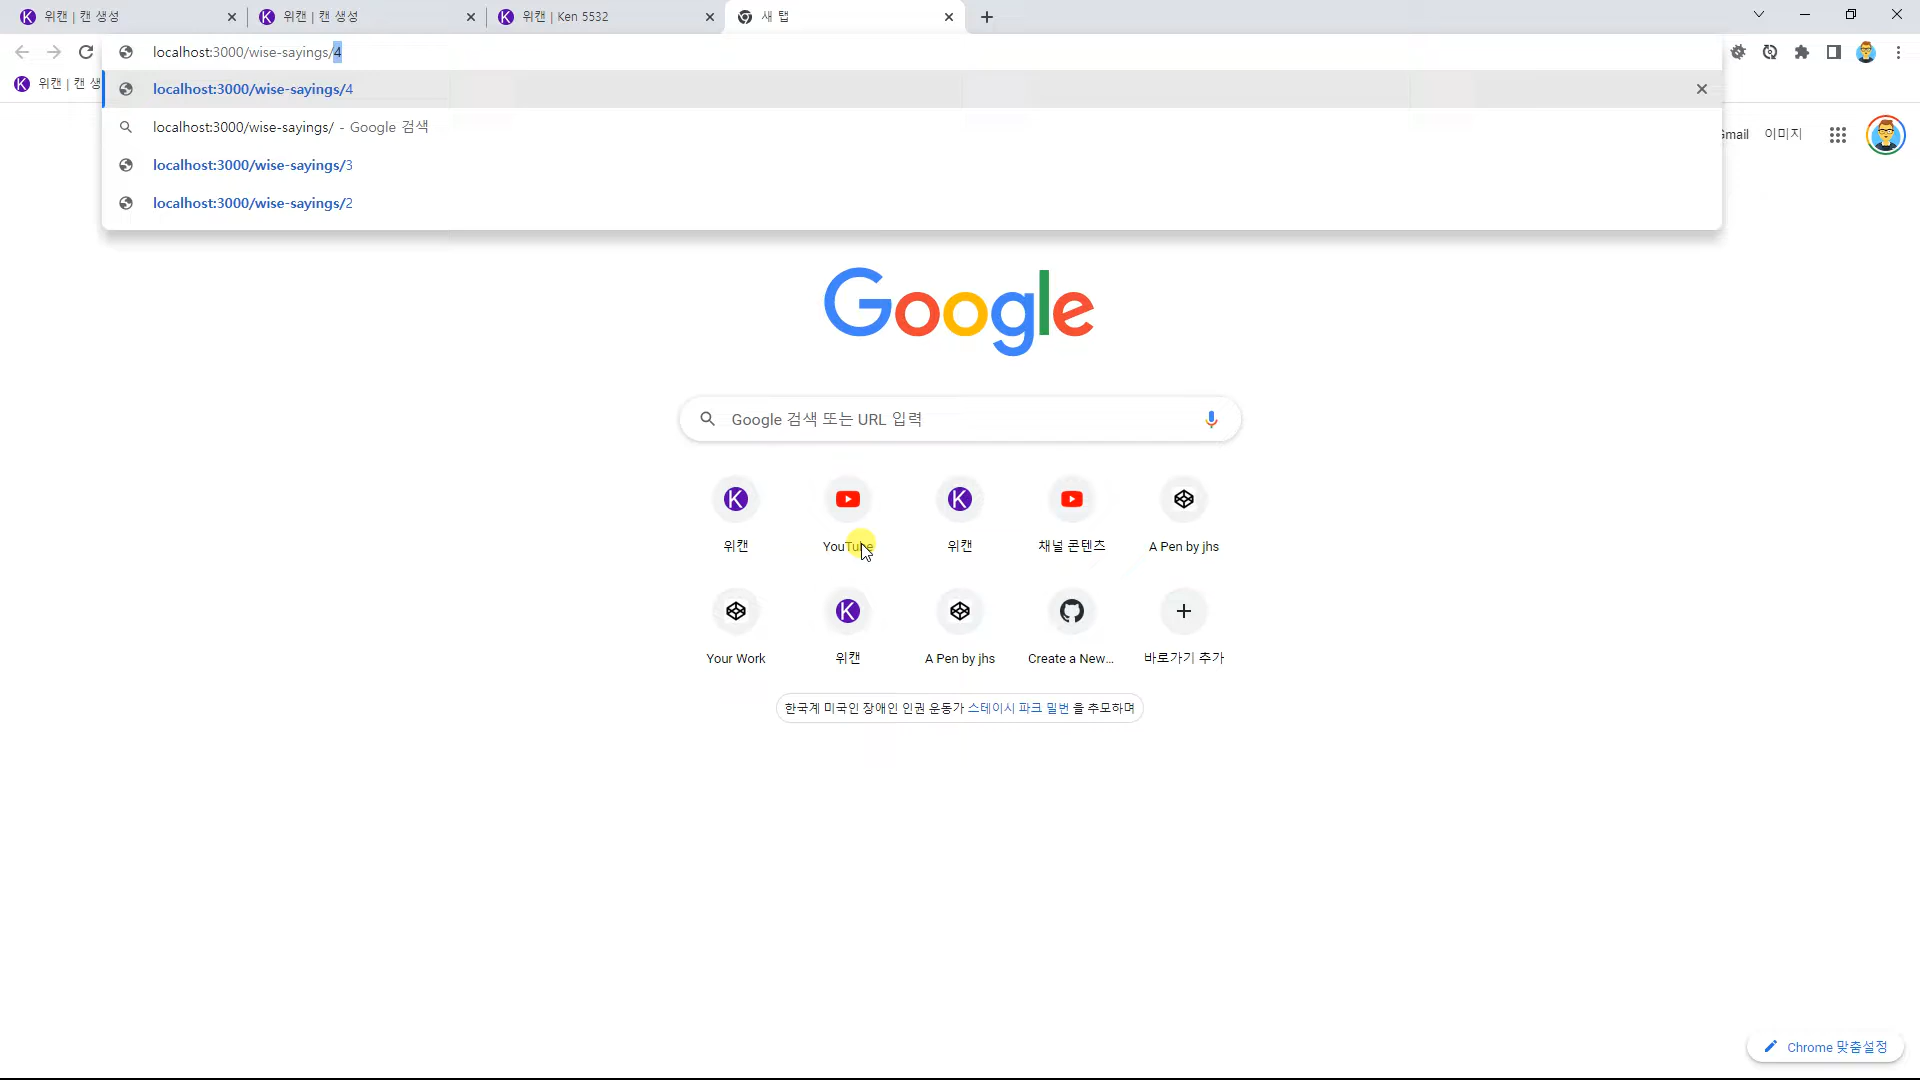 위캔 | 캔 생성
위캔 | 캔 생성
위캔 | Ken 5532
새 탭
localhost:3000/wise-sayings/4
위캔 | 캔 생
localhost:3000/wise-sayings/4
localhost:3000/wise-sayings/ - Google 검색
localhost:3000/wise-sayings/3
localhost:3000/wise-sayings/2
Gmail
이미지
Google
Google 검색 또는 URL 입력
위캔
YouTube
위캔
채널 콘텐츠
A Pen by jhs
Your Work
위캔
A Pen by jhs
Create a New...
바로가기 추가
한국계 미국인 장애인 인권 운동가 스테이시 파크 밀번 을 추모하며
Chrome 맞춤설정